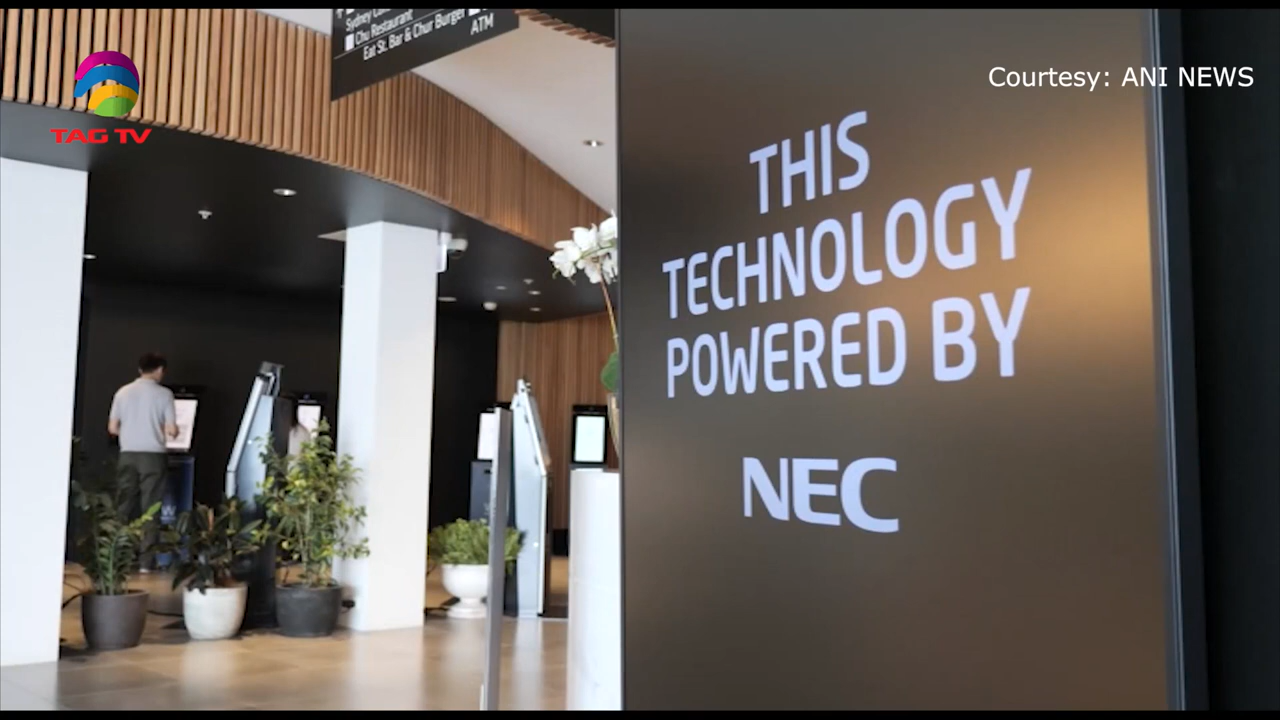 Chu Restaurant
Eat St. Bar & Chur Burger
ATM
TAG TV
Courtesy: ANI NEWS
THIS
TECHNOLOGY
POWERED BY
NEC